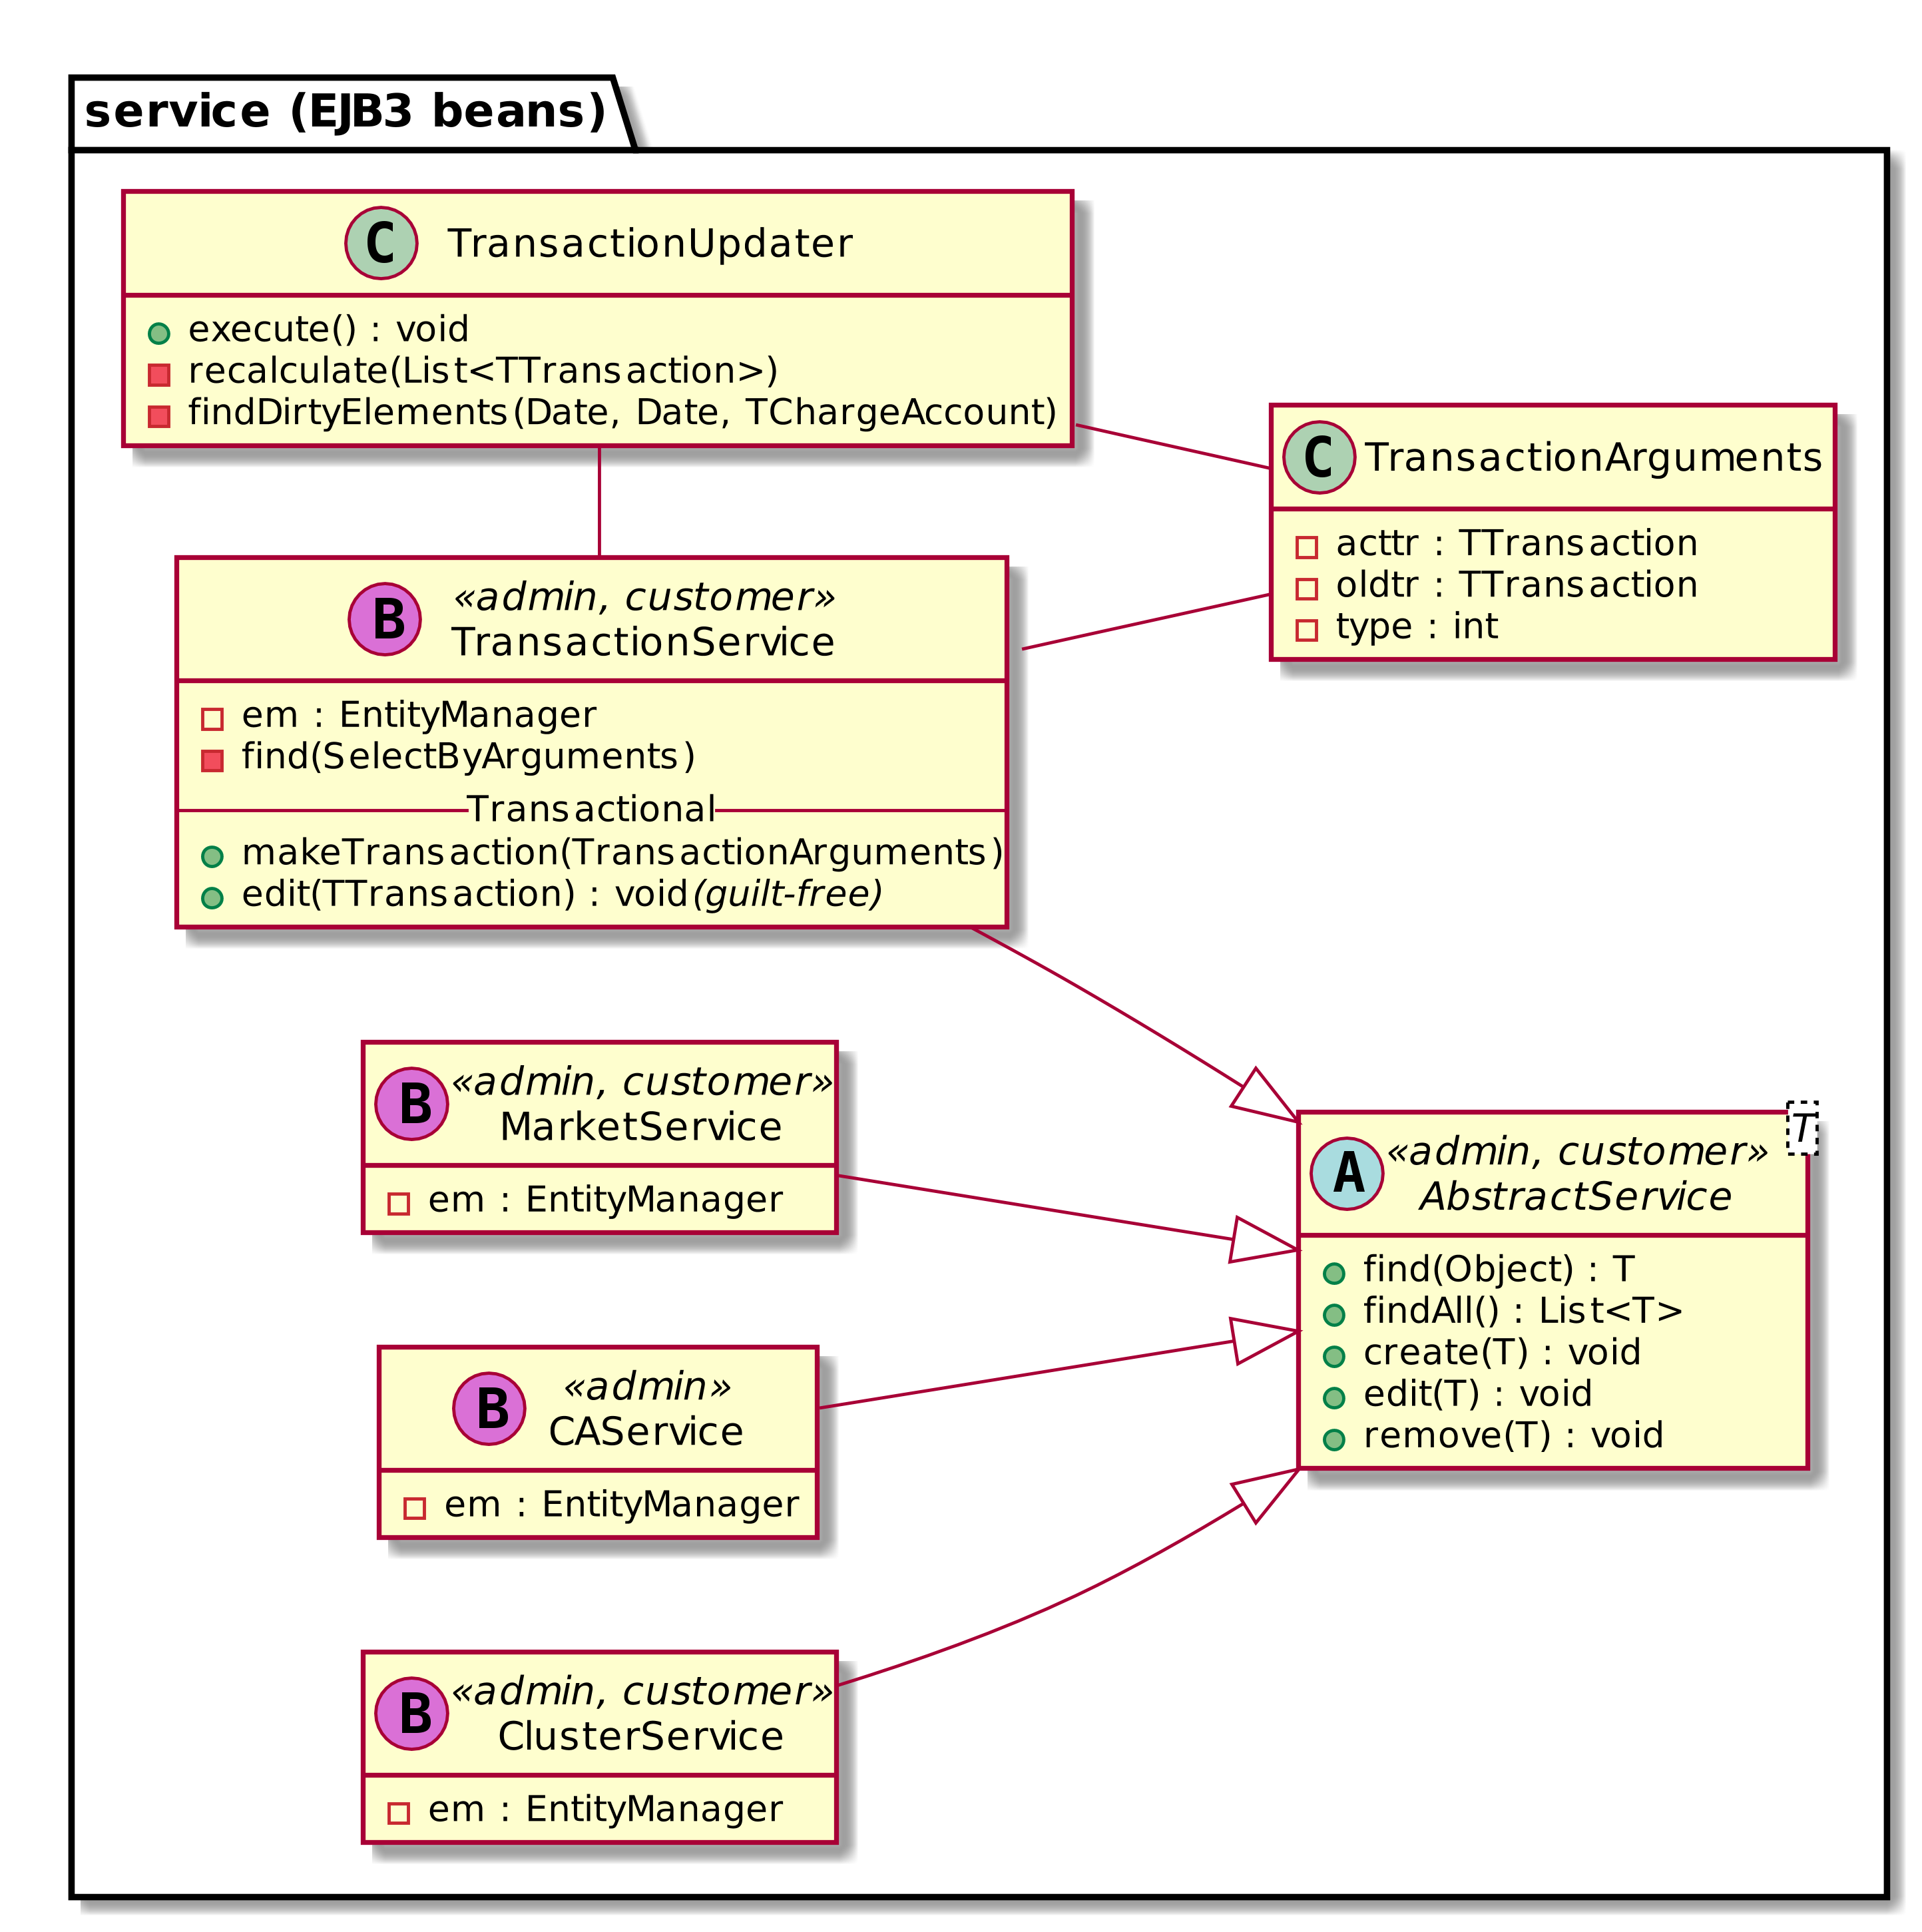 service (EJB3 beans)
C TransactionUpdater
execute() : void
recalculate(List<TTransaction>)
findDirtyElements(Date, Date, TChargeAccount)
C TransactionArguments
acttr : TTransaction
oldtr : TTransaction
type : int
B «admin, customer»
TransactionService
em : EntityManager
find(SelectByArguments)
Transactional
makeTransaction(TransactionArguments)
edit(TTransaction) : void(guilt-free)
B «admin, customer»
MarketService
em : EntityManager
T
A «admin, customer»
AbstractService
find(Object) : T
findAll() : List<T>
create(T) : void
edit(T) : void
remove(T) : void
B «admin»
CAService
em : EntityManager
B «admin, customer»
ClusterService
em : EntityManager